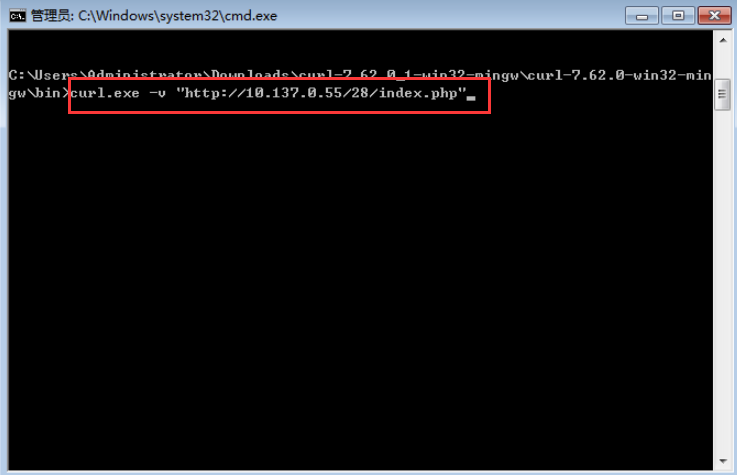 管理员: C:\Windows\system32\cmd.exe
C:\Users\Administrator\Downloads\curl-7.62.0_1-win32-mingw\curl-7.62.0-win32-min
gw\bin>curl.exe -v "http://10.137.0.55/28/index.php"_